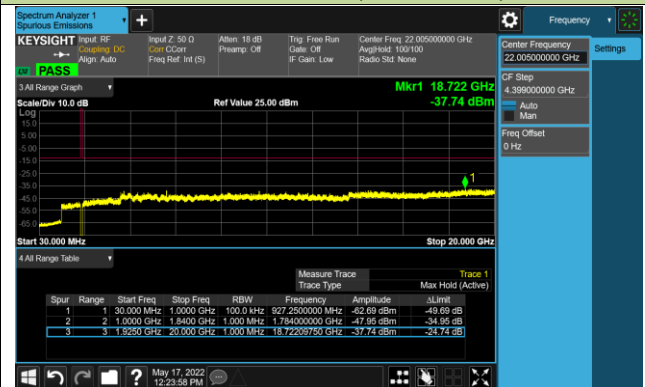 Spectrum Analyzer 1
Spurious Emissions
+
Frequency
KEYSIGHT
Input: RF
Coupling: DC
Align: Auto
Input Z: 50 Ω
Corr CCorr
Freq Ref: Int (S)
Atten: 18 dB
Preamp: Off
Trig: Free Run
Gate: Off
IF Gain: Low
Center Freq: 22.005000000 GHz
Avg|Hold: 100/100
Radio Std: None
LXI
PASS
Center Frequency
22.005000000 GHz
Settings
CF Step
4.399000000 GHz
Auto
Man
Freq Offset
0 Hz
3 All Range Graph
Mkr1 18.722 GHz
Scale/Div 10.0 dB
Ref Value 25.00 dBm
-37.74 dBm
Log
15.0
5.00
-5.00
-15.0
-25.0
-35.0
-45.0
-55.0
-65.0
1
Start 30.000 MHz
Stop 20.000 GHz
4 All Range Table
Measure Trace Trace 1
Trace Type Max Hold (Active)
Spur Range Start Freq Stop Freq RBW Frequency Amplitude ΔLimit
1 1 30.000 MHz 1.0000 GHz 100.0 kHz 927.2500000 MHz -62.69 dBm -49.69 dB
2 2 1.0000 GHz 1.8400 GHz 1.000 MHz 1.784000000 GHz -47.95 dBm -34.95 dB
3 3 1.9250 GHz 20.000 GHz 1.000 MHz 18.72209750 GHz -37.74 dBm -24.74 dB
?
May 17, 2022
12:23:58 PM